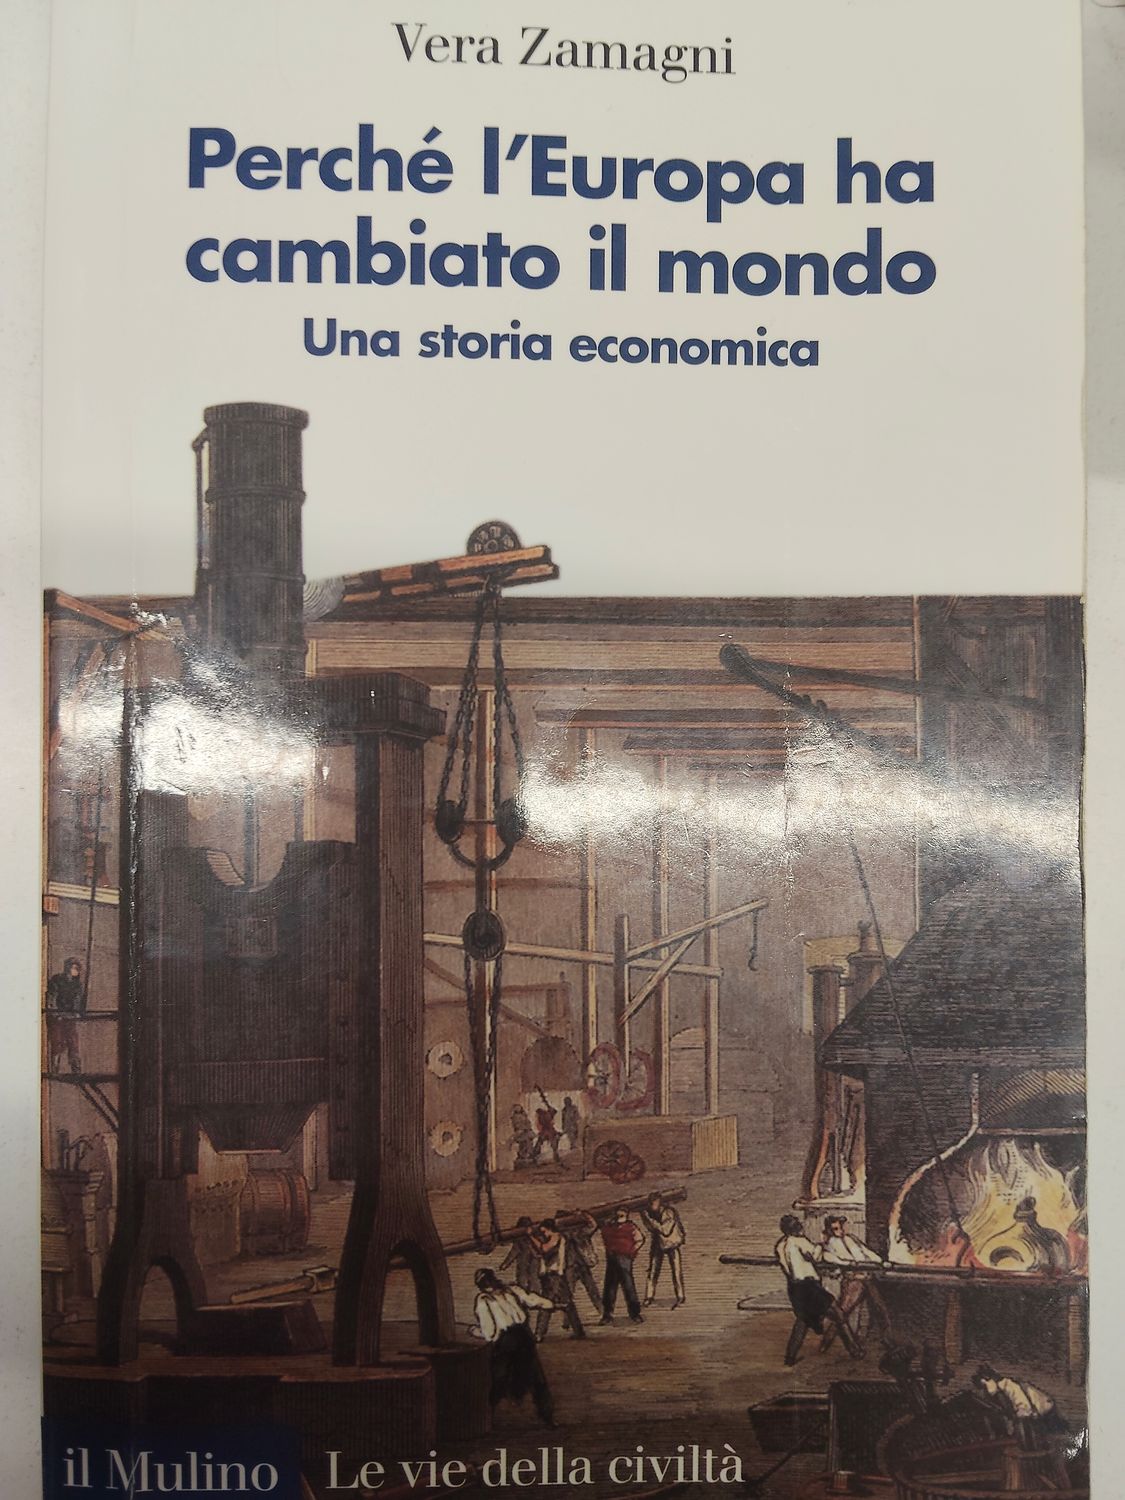 Vera Zamagni
Perché l'Europa ha
cambiato il mondo
Una storia economica
il Mulino Le vie della civiltà